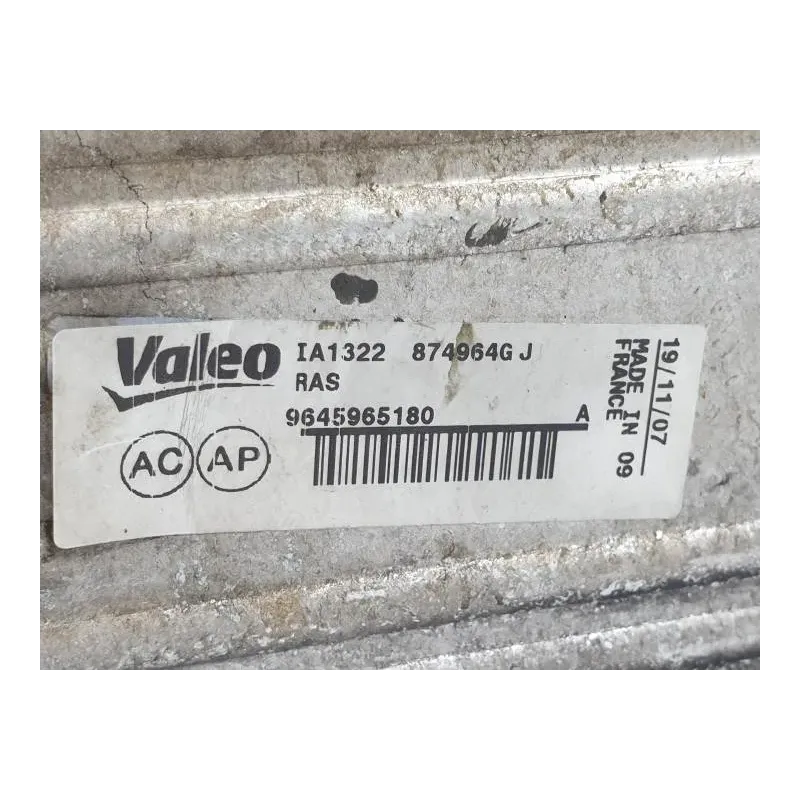 Valeo
IA1322 874964G J
RAS
9645965180 A
AC AP
MADE IN 09
FRANCE
19/11/07